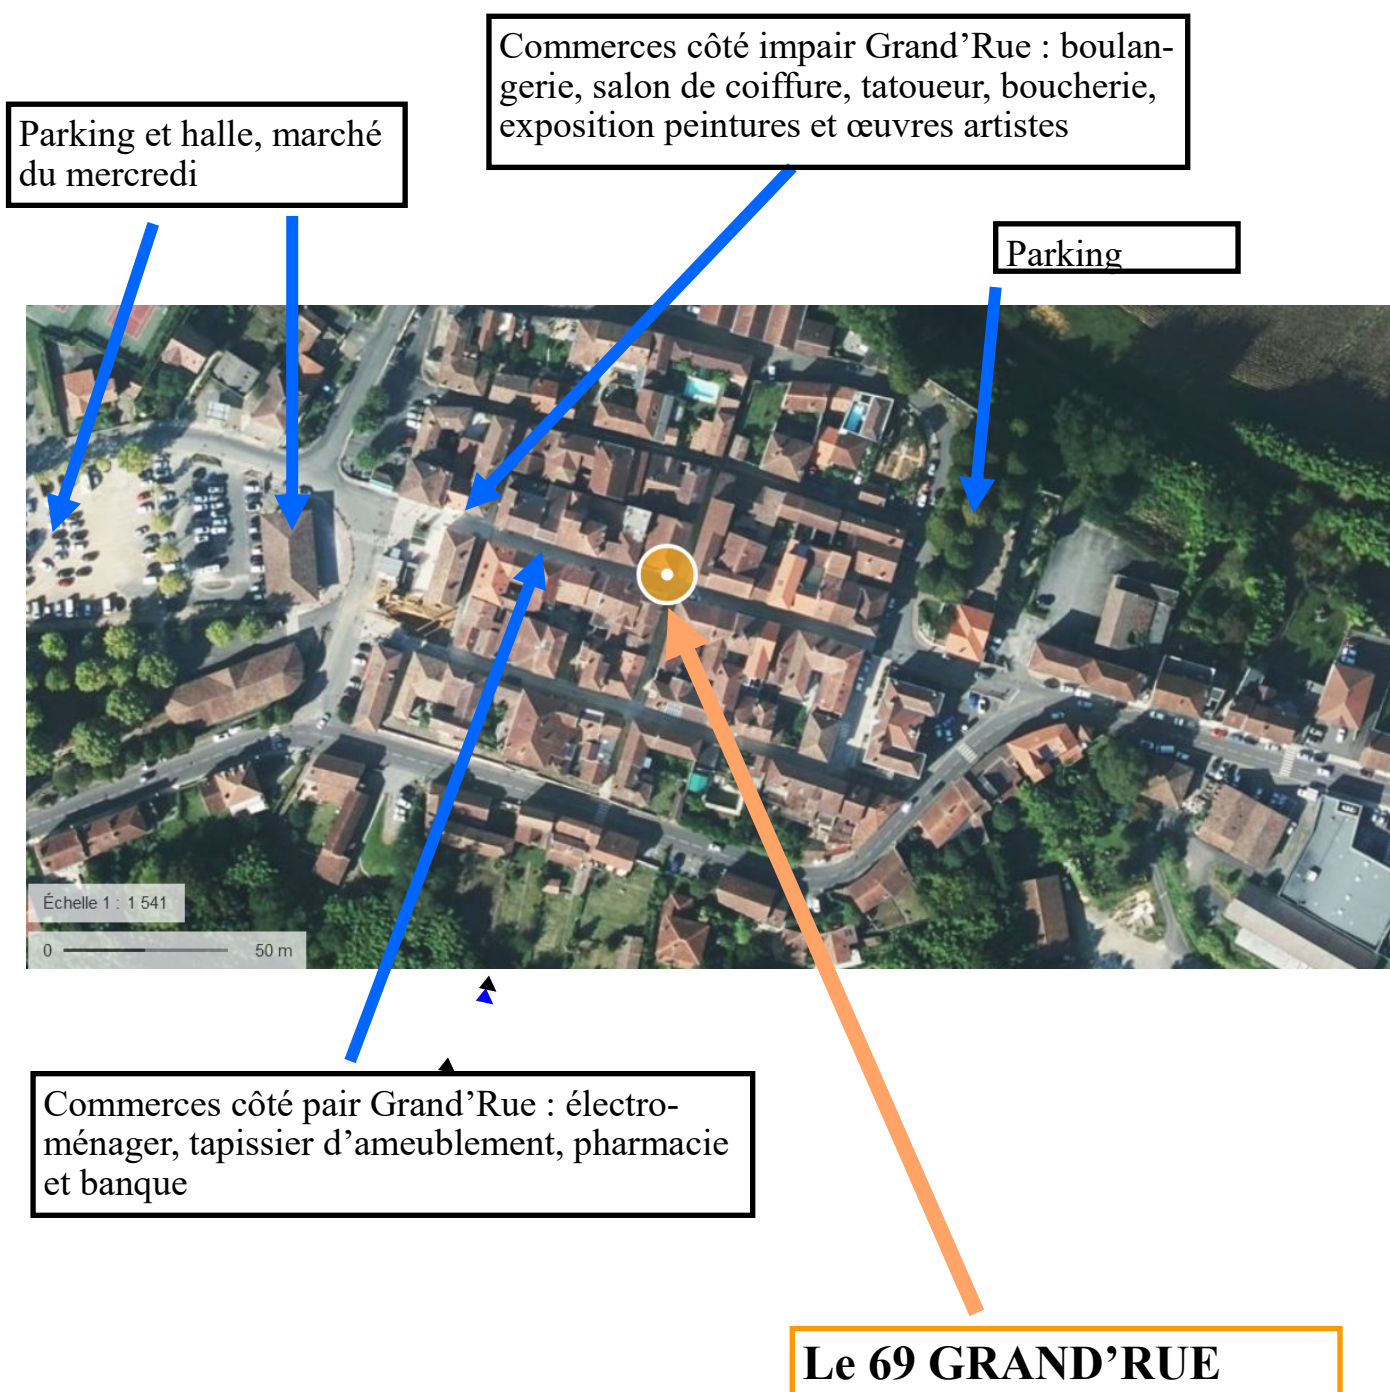 Commerces côté impair Grand’Rue : boulan-
gerie, salon de coiffure, tatoueur, boucherie,
exposition peintures et œuvres artistes
Parking et halle, marché
du mercredi
Parking
Échelle 1 : 1 541
0 50 m
Commerces côté pair Grand’Rue : électro-
ménager, tapissier d’ameublement, pharmacie
et banque
Le 69 GRAND’RUE